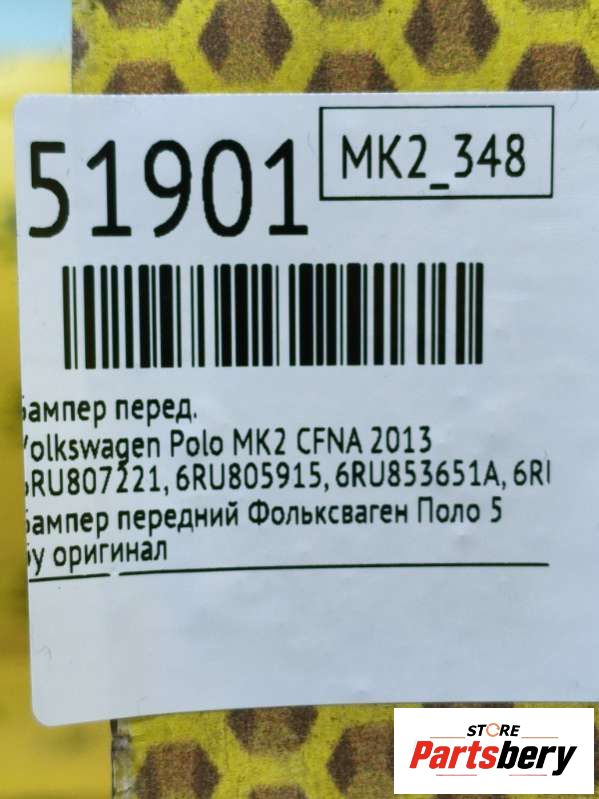 51901
MK2_348
Бампер перед.
Volkswagen Polo MK2 CFNA 2013
6RU807221, 6RU805915, 6RU853651A,
Бампер передний Фольксваген Поло 5
бу оригинал
STORE
Partsbery